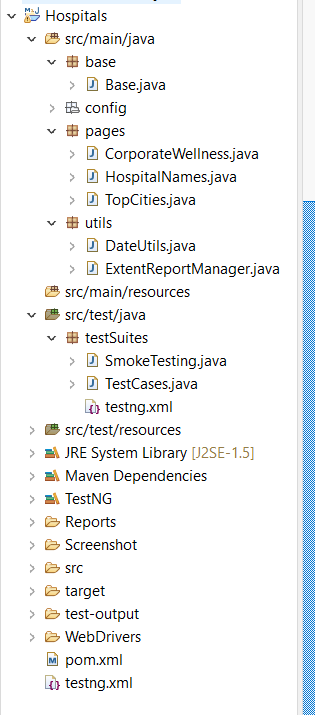 Hospitals
src/main/java
base
Base.java
config
pages
CorporateWellness.java
HospitalNames.java
TopCities.java
utils
DateUtils.java
ExtentReportManager.java
src/main/resources
src/test/java
testSuites
SmokeTesting.java
TestCases.java
testng.xml
src/test/resources
JRE System Library [J2SE-1.5]
Maven Dependencies
TestNG
Reports
Screenshot
src
target
test-output
WebDrivers
pom.xml
testng.xml